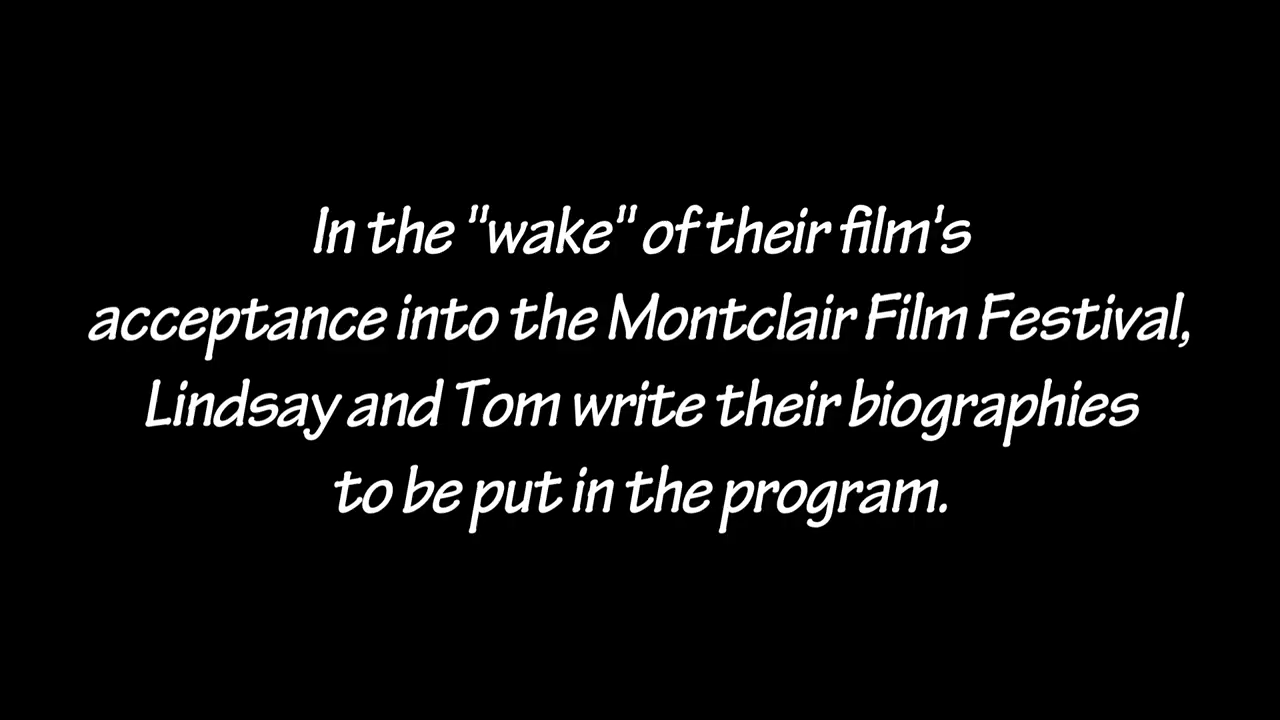 In the "wake" of their film's
acceptance into the Montclair Film Festival,
Lindsay and Tom write their biographies
to be put in the program.